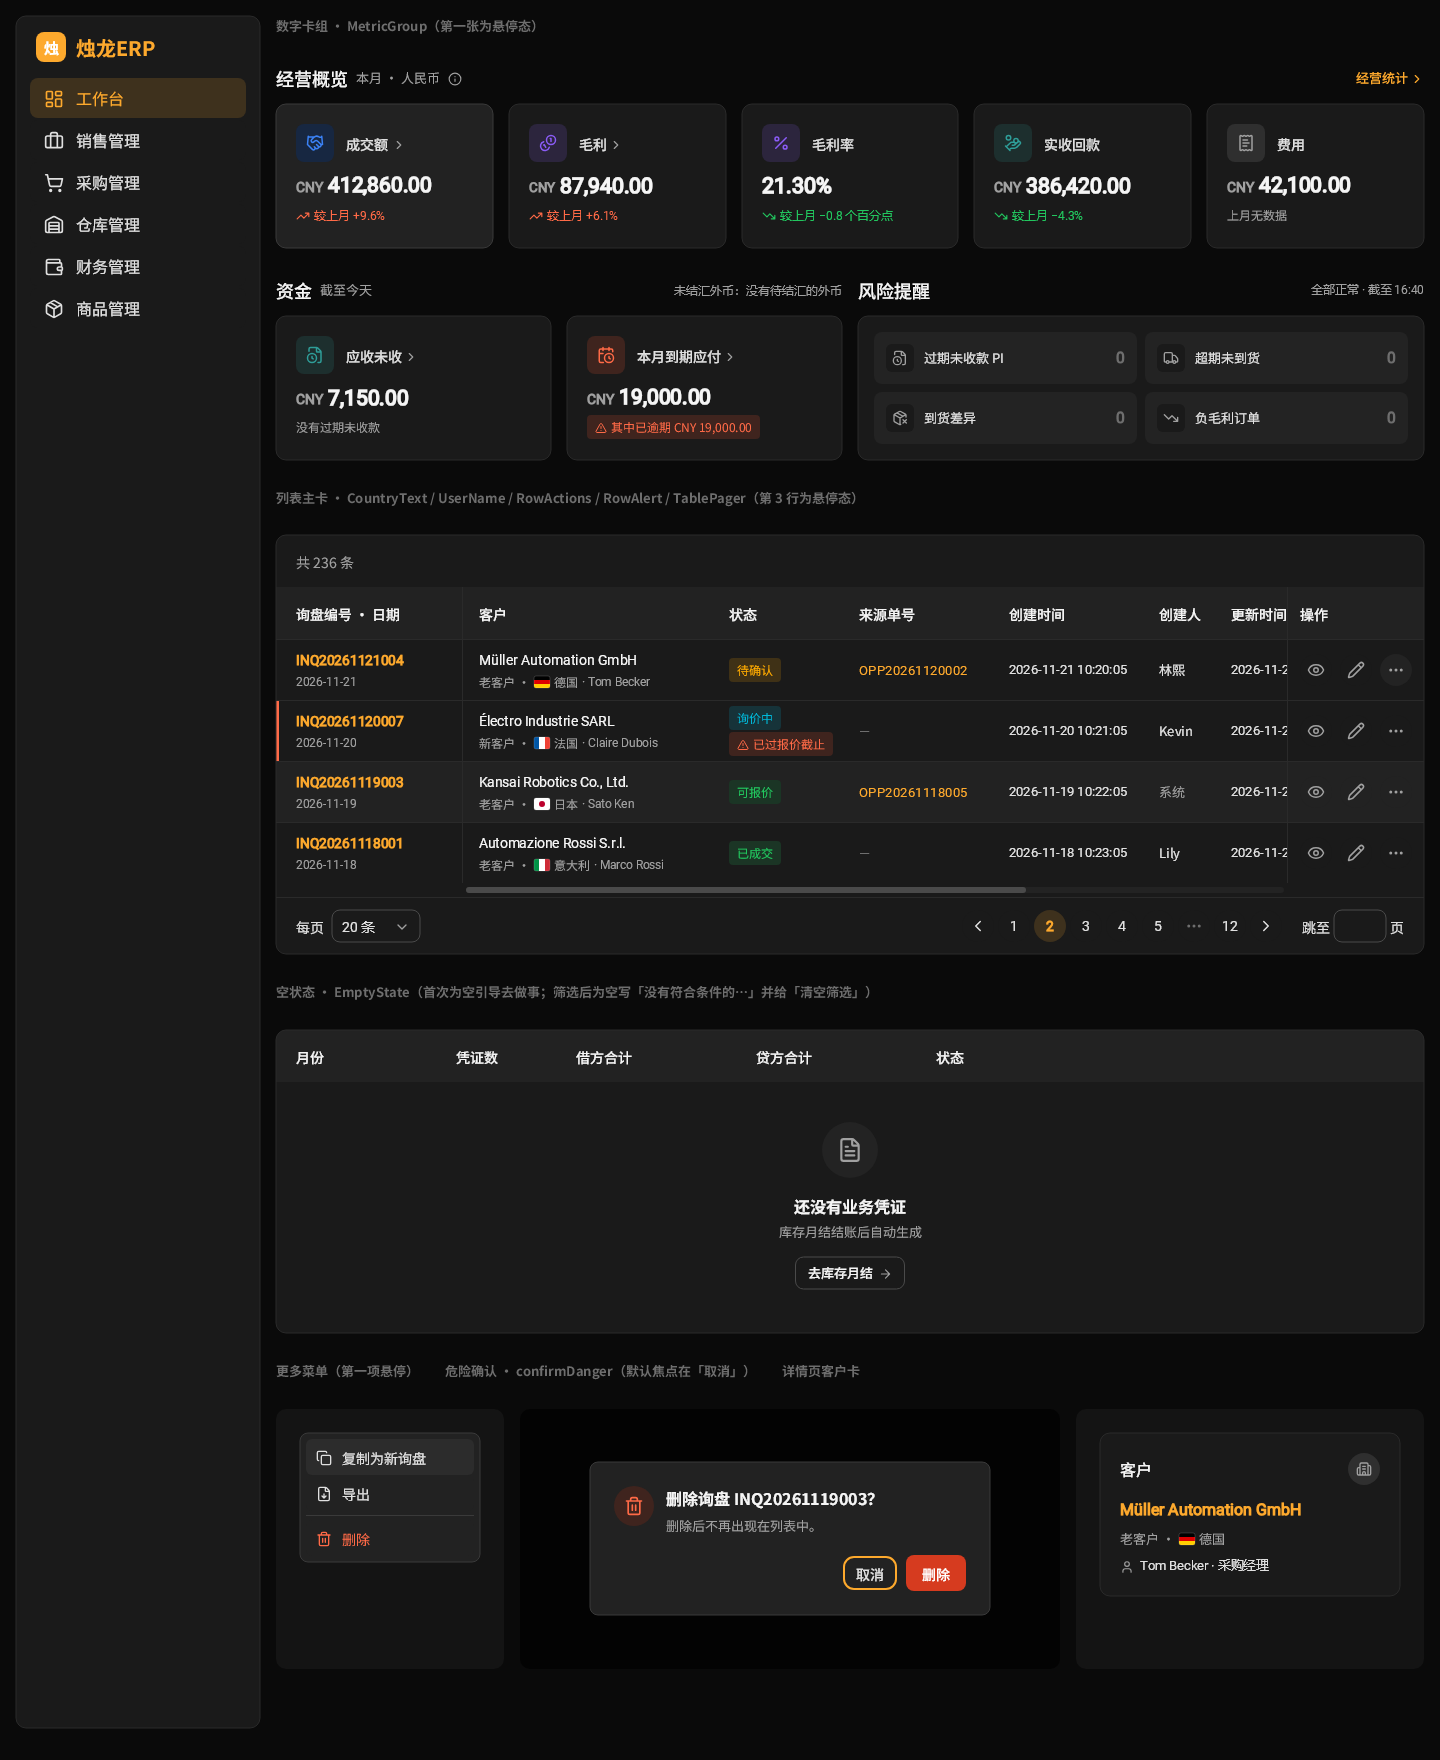 烛 烛龙ERP
工作台
销售管理
采购管理
仓库管理
财务管理
商品管理
数字卡组 • MetricGroup（第一张为悬停态）
经营概览 本月 • 人民币 经营统计
成交额
CNY 412,860.00
较上月 +9.6%
毛利
CNY 87,940.00
较上月 +6.1%
毛利率
21.30%
较上月 −0.8 个百分点
实收回款
CNY 386,420.00
较上月 −4.3%
费用
CNY 42,100.00
上月无数据
资金 截至今天 未结汇外币：没有待结汇的外币
应收未收
CNY 7,150.00
没有过期未收款
本月到期应付
CNY 19,000.00
其中已逾期 CNY 19,000.00
风险提醒 全部正常 · 截至 16:40
过期未收款 PI 0
超期未到货 0
到货差异 0
负毛利订单 0
列表主卡 • CountryText / UserName / RowActions / RowAlert / TablePager（第 3 行为悬停态）
共 236 条
询盘编号 • 日期 客户 状态 来源单号 创建时间 创建人 更新时间 操作
INQ20261121004 Müller Automation GmbH 待确认 OPP20261120002 2026-11-21 10:20:05 林熙 2026-11-2
2026-11-21 老客户 • 德国 · Tom Becker
INQ20261120007 Électro Industrie SARL 询价中 — 2026-11-20 10:21:05 Kevin 2026-11-2
2026-11-20 新客户 • 法国 · Claire Dubois 已过报价截止
INQ20261119003 Kansai Robotics Co., Ltd. 可报价 OPP20261118005 2026-11-19 10:22:05 系统 2026-11-2
2026-11-19 老客户 • 日本 · Sato Ken
INQ20261118001 Automazione Rossi S.r.l. 已成交 — 2026-11-18 10:23:05 Lily 2026-11-2
2026-11-18 老客户 • 意大利 · Marco Rossi
每页 20 条 1 2 3 4 5 ··· 12 跳至 页
空状态 • EmptyState（首次为空引导去做事；筛选后为空写「没有符合条件的…」并给「清空筛选」）
月份 凭证数 借方合计 贷方合计 状态
还没有业务凭证
库存月结结账后自动生成
去库存月结
更多菜单（第一项悬停） 危险确认 • confirmDanger（默认焦点在「取消」） 详情页客户卡
复制为新询盘
导出
删除
删除询盘 INQ20261119003？
删除后不再出现在列表中。
取消 删除
客户
Müller Automation GmbH
老客户 • 德国
Tom Becker · 采购经理